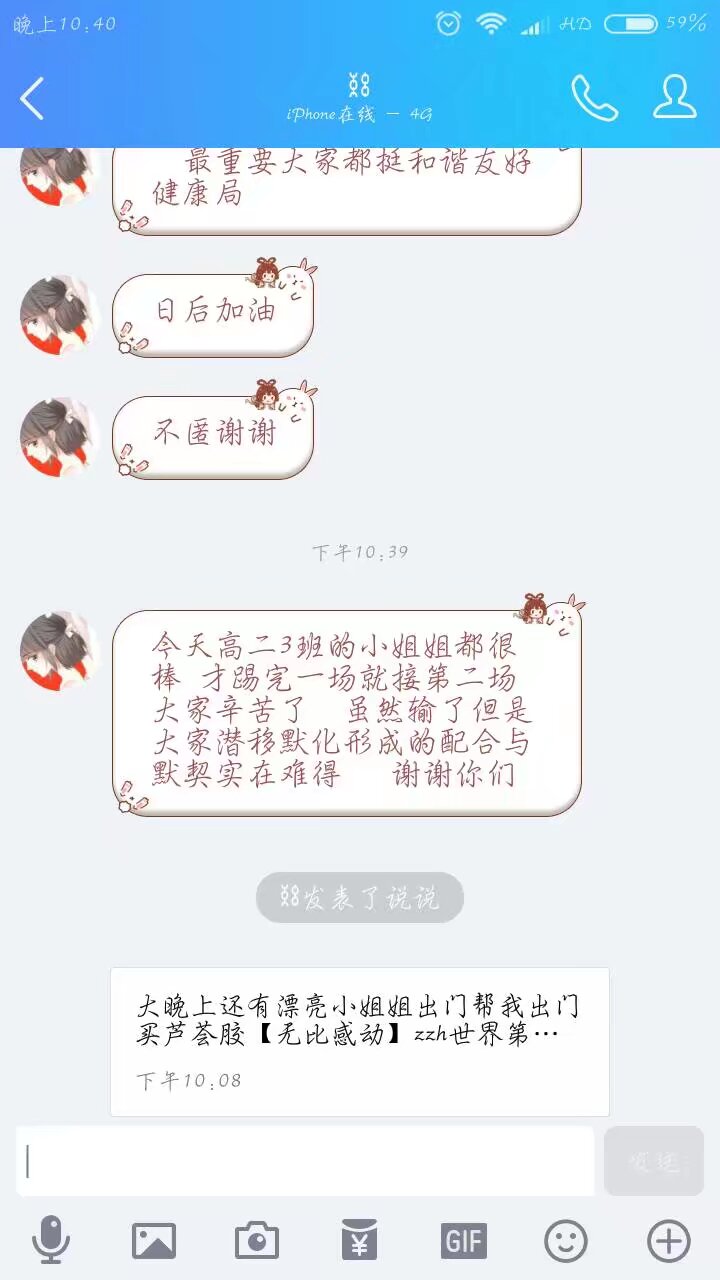 晚上10:40
HD
59%
iPhone在线 - 4G
最重要大家都挺和谐友好
健康局
日后加油
不匿谢谢
下午10:39
今天高二3班的小姐姐都很
棒 才踢完一场就接第二场
大家辛苦了 虽然输了但是
大家潜移默化形成的配合与
默契实在难得 谢谢你们
发表了说说
大晚上还有漂亮小姐姐出门帮我出门
买芦荟胶【无比感动】zzh世界第…
下午10:08
发送
¥
GIF